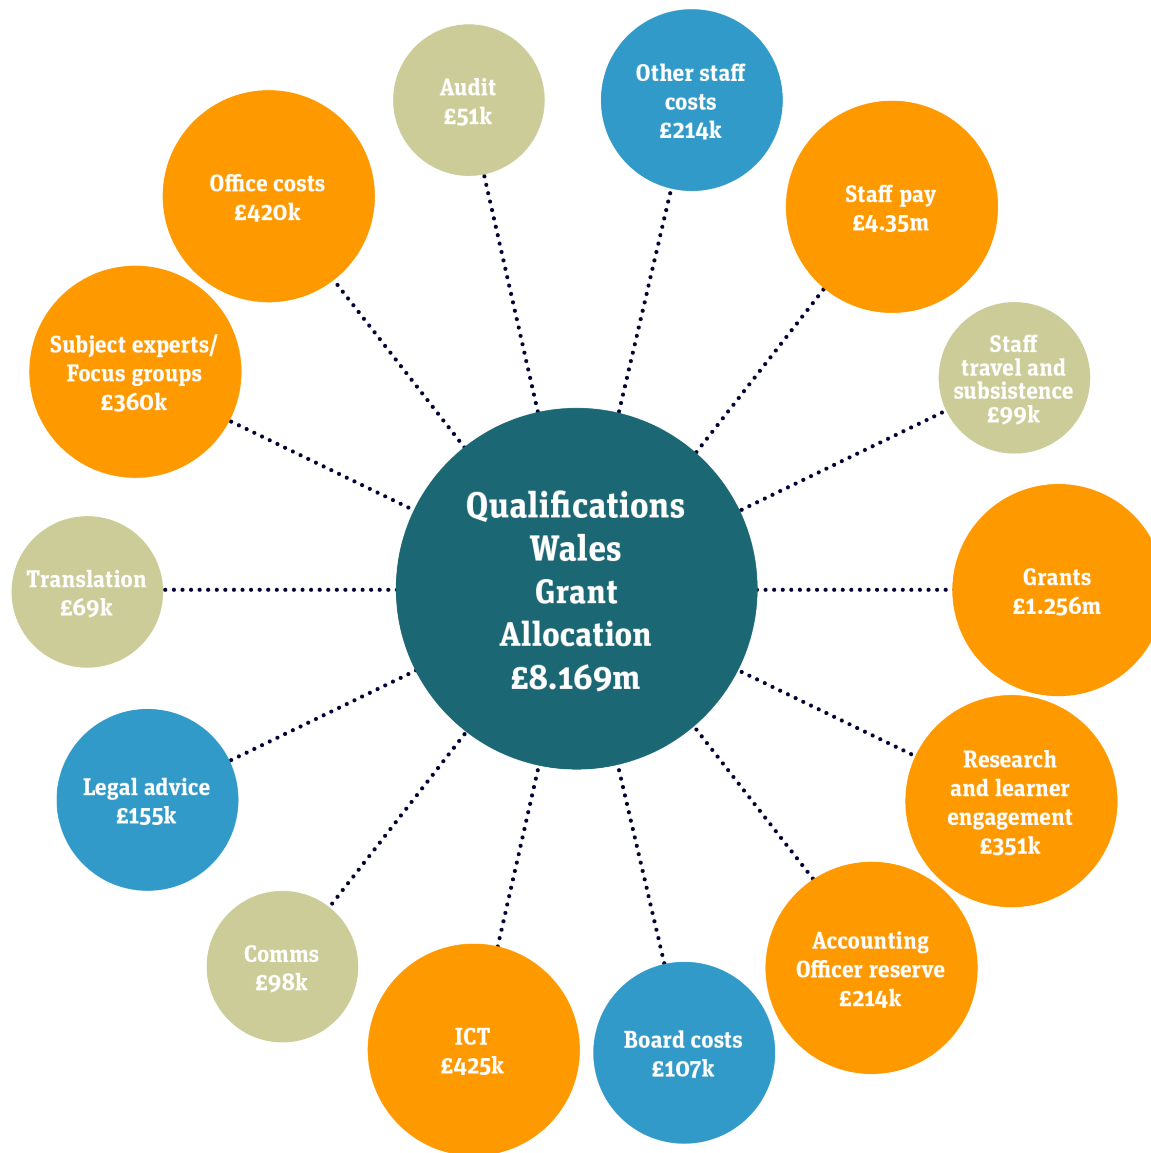 Audit
£51k
Other staff
costs
£214k
Office costs
£420k
Staff pay
£4.35m
Subject experts/
Focus groups
£360k
Staff
travel and
subsistence
£99k
Qualifications
Wales
Grant
Allocation
£8.169m
Translation
£69k
Grants
£1.256m
Legal advice
£155k
Research
and learner
engagement
£351k
Comms
£98k
Accounting
Officer reserve
£214k
ICT
£425k
Board costs
£107k